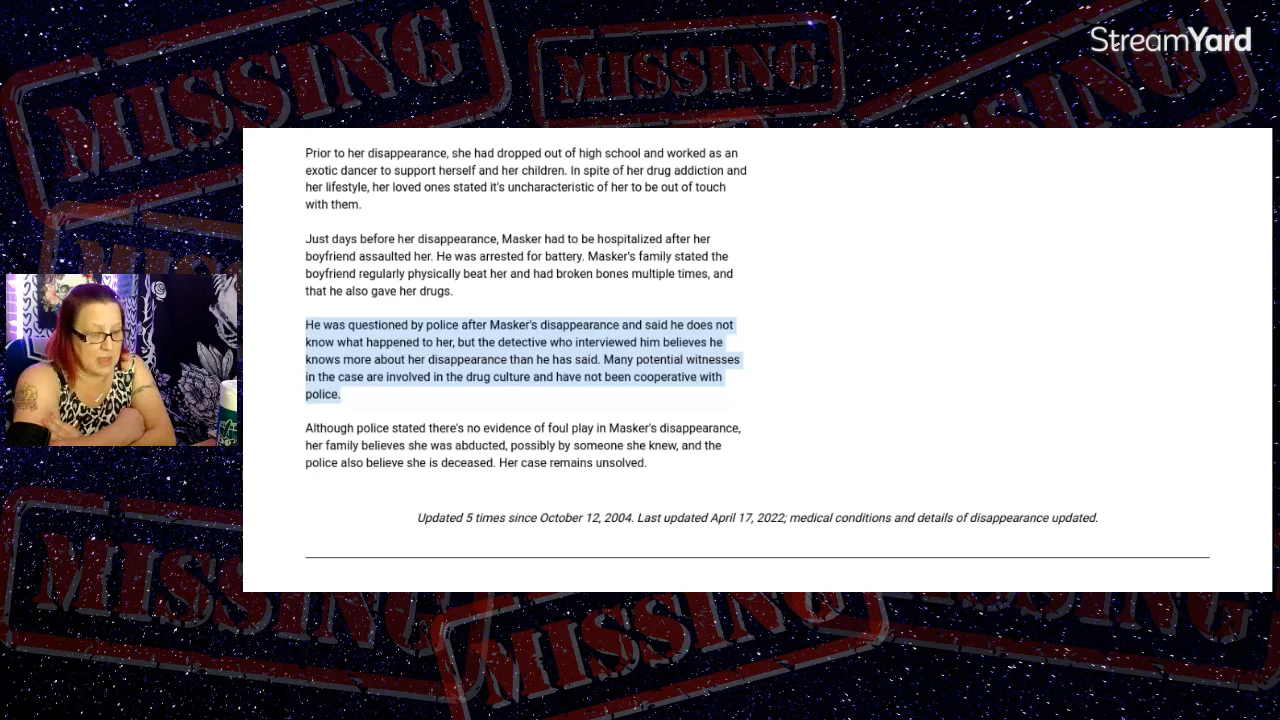 MISSING
MISSING
MISSING
StreamYard
Prior to her disappearance, she had dropped out of high school and worked as an
exotic dancer to support herself and her children. In spite of her drug addiction and
her lifestyle, her loved ones stated it's uncharacteristic of her to be out of touch
with them.
Just days before her disappearance, Masker had to be hospitalized after her
boyfriend assaulted her. He was arrested for battery. Masker's family stated the
boyfriend regularly physically beat her and had broken bones multiple times, and
that he also gave her drugs.
He was questioned by police after Masker's disappearance and said he does not
know what happened to her, but the detective who interviewed him believes he
knows more about her disappearance than he has said. Many potential witnesses
in the case are involved in the drug culture and have not been cooperative with
police.
Although police stated there's no evidence of foul play in Masker's disappearance,
her family believes she was abducted, possibly by someone she knew, and the
police also believe she is deceased. Her case remains unsolved.
Updated 5 times since October 12, 2004. Last updated April 17, 2022; medical conditions and details of disappearance updated.
MISSING
MISSING